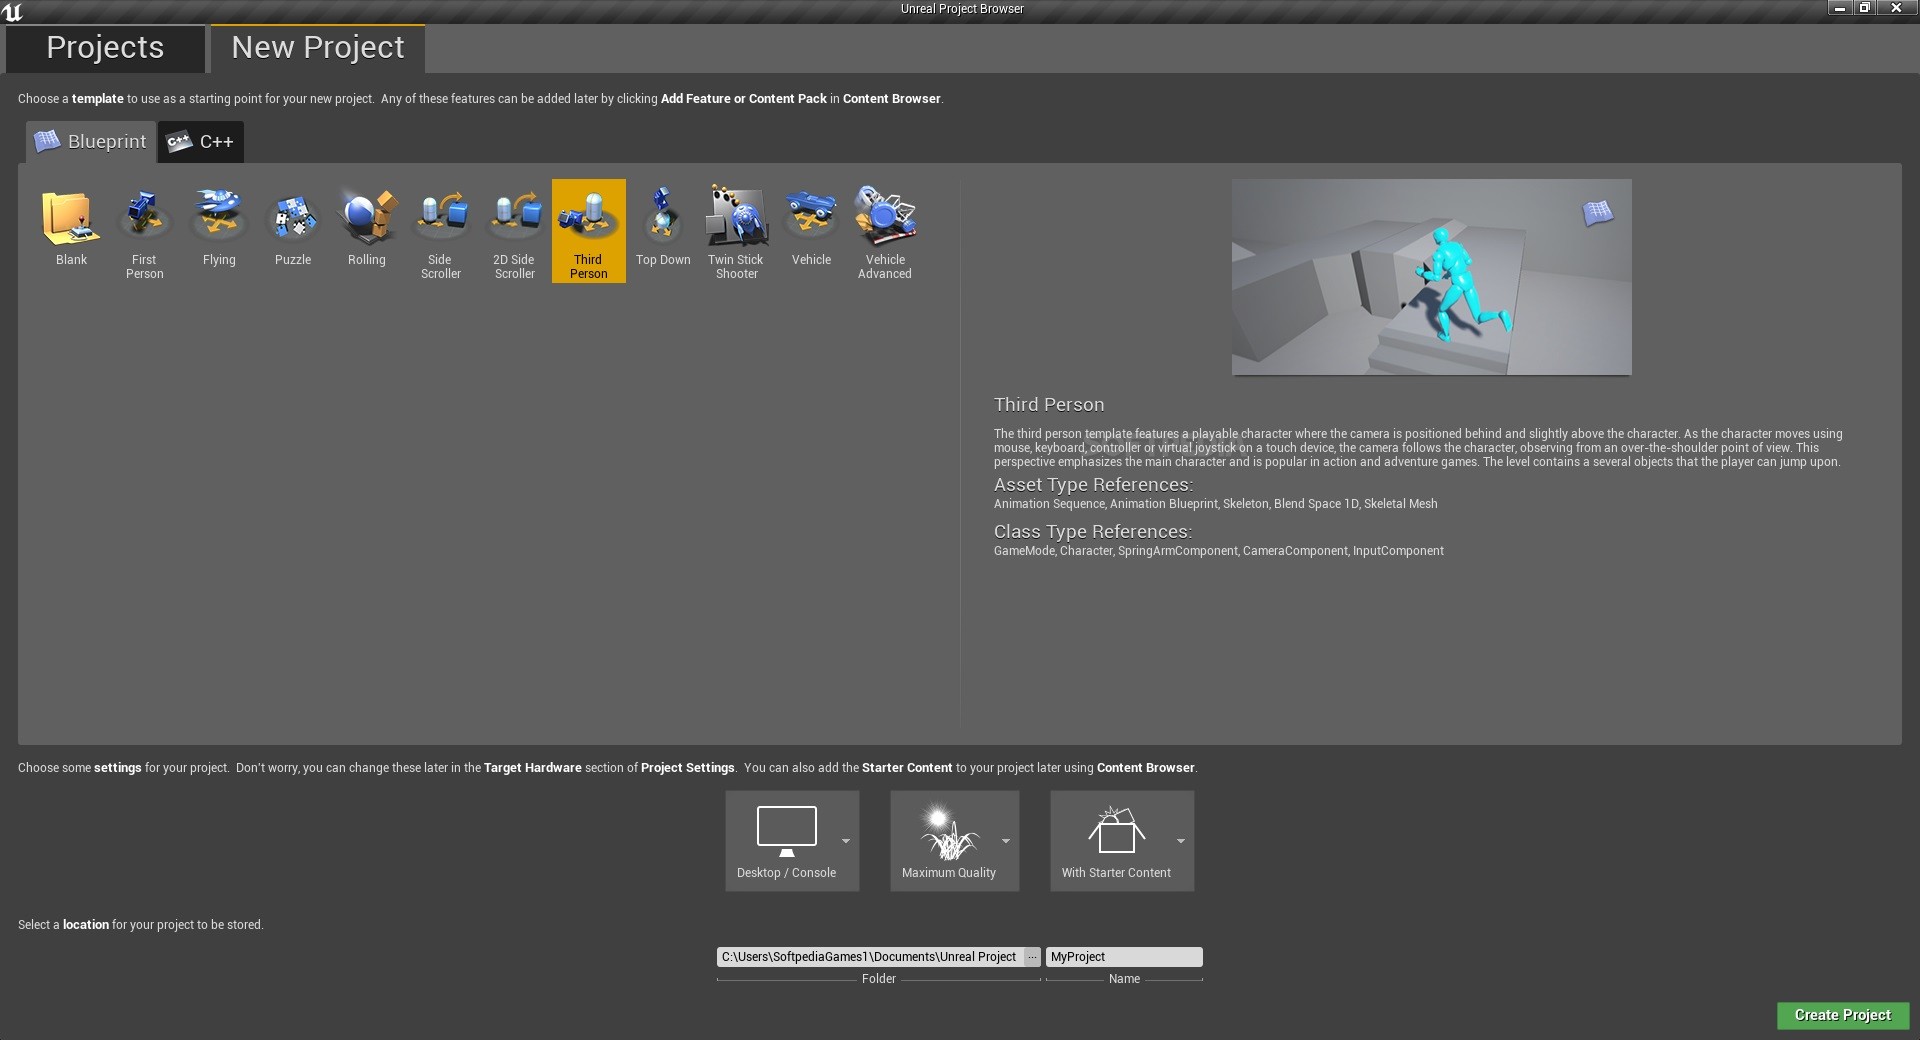 Unreal Project Browser
Projects
New Project
Choose a template to use as a starting point for your new project.  Any of these features can be added later by clicking Add Feature or Content Pack in Content Browser.
Blueprint
C++
C++
Blank
First
Person
Flying
Puzzle
Rolling
Side
Scroller
2D Side
Scroller
Third
Person
Top Down
Twin Stick
Shooter
Vehicle
Vehicle
Advanced
Third Person
The third person template features a playable character where the camera is positioned behind and slightly above the character. As the character moves using
mouse, keyboard, controller or virtual joystick on a touch device, the camera follows the character, observing from an over-the-shoulder point of view. This
perspective emphasizes the main character and is popular in action and adventure games. The level contains a several objects that the player can jump upon.
Asset Type References:
Animation Sequence, Animation Blueprint, Skeleton, Blend Space 1D, Skeletal Mesh
Class Type References:
GameMode, Character, SpringArmComponent, CameraComponent, InputComponent
Choose some settings for your project.  Don't worry, you can change these later in the Target Hardware section of Project Settings.  You can also add the Starter Content to your project later using Content Browser.
Desktop / Console
Maximum Quality
With Starter Content
Select a location for your project to be stored.
C:\Users\SoftpediaGames1\Documents\Unreal Project
...
MyProject
Folder
Name
Create Project